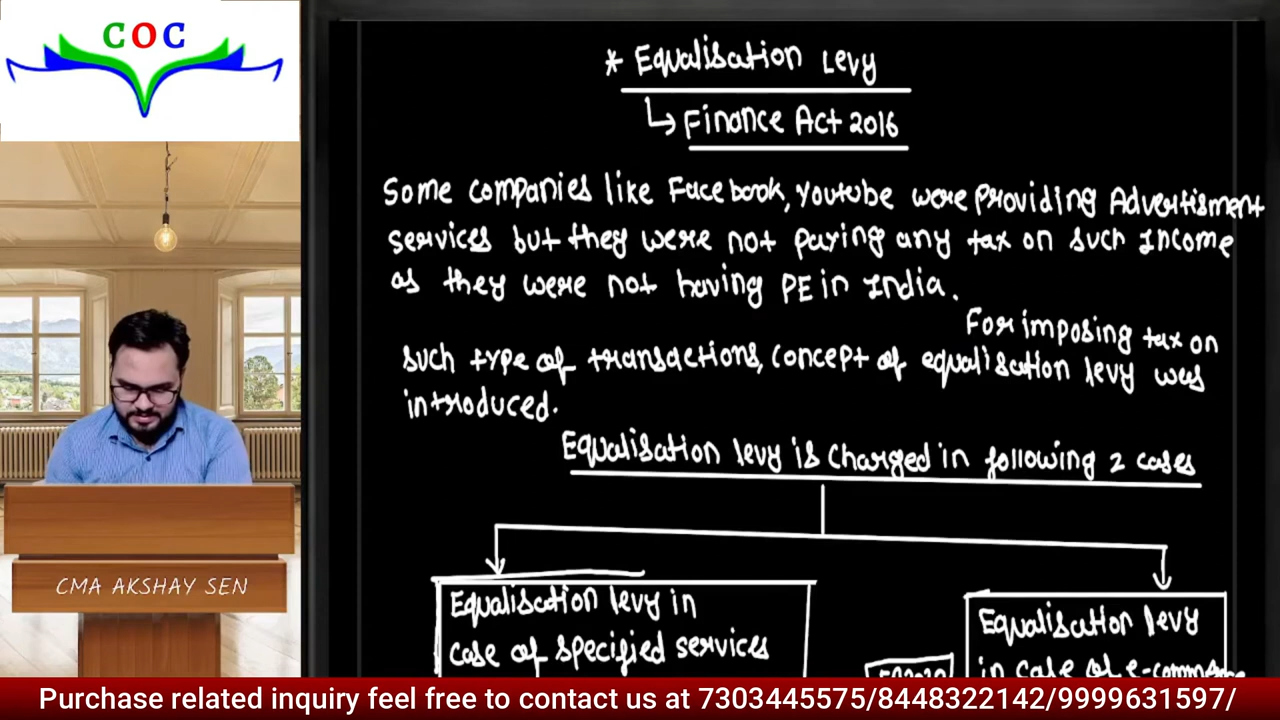 COC
* Equalisation Levy
↳ Finance Act 2016
Some companies like Facebook, Youtube were Providing Advertisment
services but they were not paying any tax on such Income
as they were not having PE in India.
For imposing tax on
such type of transactions, concept of equalisation levy was
introduced.
Equalisation levy is charged in following 2 cases
Equalisation levy in
case of specified services
Equalisation levy
in case of e-commerce
CMA AKSHAY SEN
Purchase related inquiry feel free to contact us at 7303445575/8448322142/9999631597/